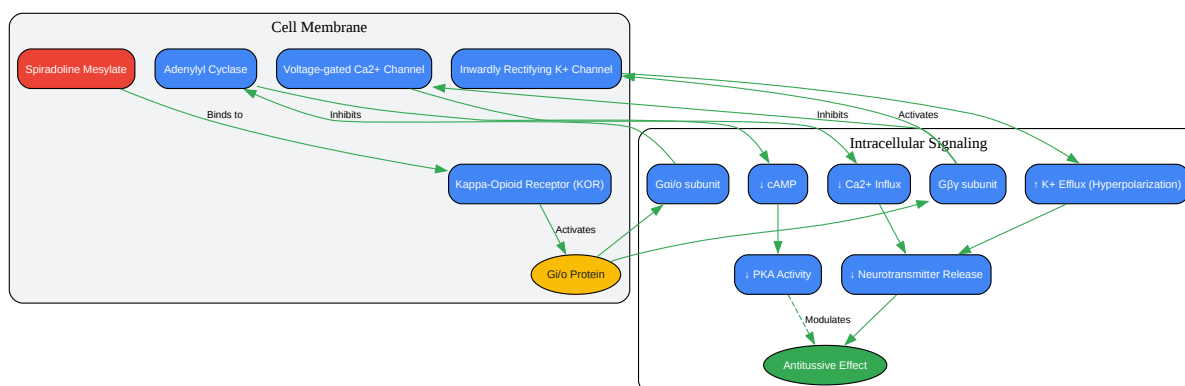 Cell Membrane
Spiradoline Mesylate
Adenylyl Cyclase
Voltage-gated Ca2+ Channel
Inwardly Rectifying K+ Channel
Binds to
Inhibits
Inhibits
Activates
Intracellular Signaling
Kappa-Opioid Receptor (KOR)
Gαi/o subunit
↓ cAMP
↓ Ca2+ Influx
Gβγ subunit
↑ K+ Efflux (Hyperpolarization)
Activates
Gi/o Protein
↓ PKA Activity
↓ Neurotransmitter Release
Modulates
Antitussive Effect